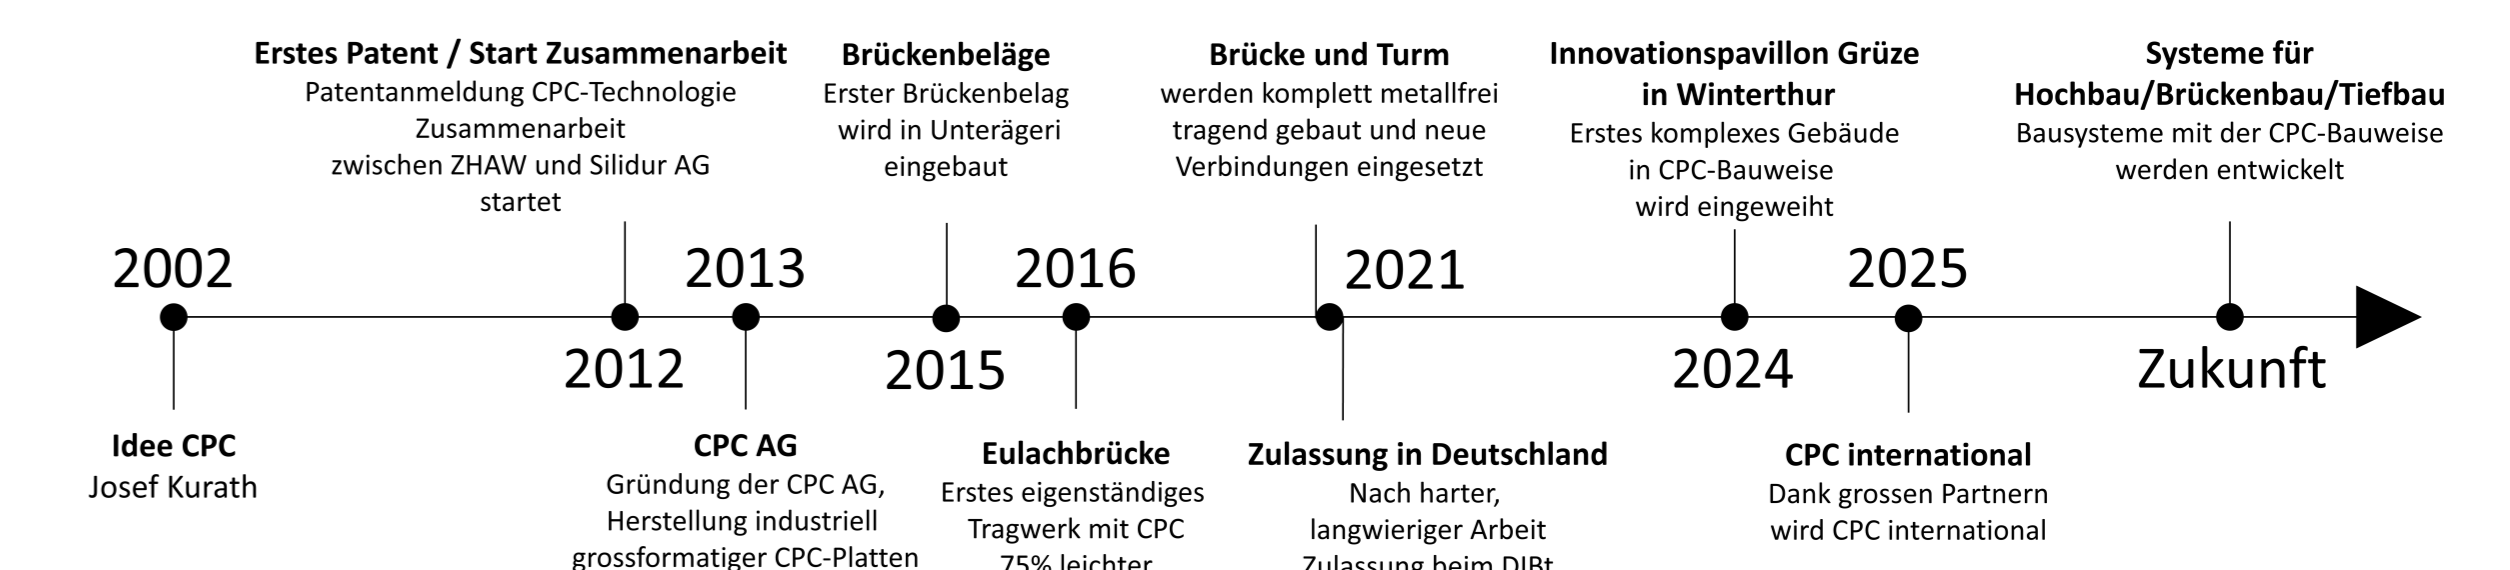 Erstes Patent / Start Zusammenarbeit
Patentanmeldung CPC-Technologie
Zusammenarbeit
zwischen ZHAW und Silidur AG
startet
Brückenbeläge
Erster Brückenbelag
wird in Unterägeri
eingebaut
Brücke und Turm
werden komplett metallfrei
tragend gebaut und neue
Verbindungen eingesetzt
Innovationspavillon Grüze
in Winterthur
Erstes komplexes Gebäude
in CPC-Bauweise
wird eingeweiht
Systeme für
Hochbau/Brückenbau/Tiefbau
Bausysteme mit der CPC-Bauweise
werden entwickelt
2002
2013
2016
2021
2025
2012
2015
2024
Zukunft
Idee CPC
Josef Kurath
CPC AG
Gründung der CPC AG,
Herstellung industriell
grossformatiger CPC-Platten
Eulachbrücke
Erstes eigenständiges
Tragwerk mit CPC
75% leichter
Zulassung in Deutschland
Nach harter,
langwieriger Arbeit
Zulassung beim DIBt
CPC international
Dank grossen Partnern
wird CPC international